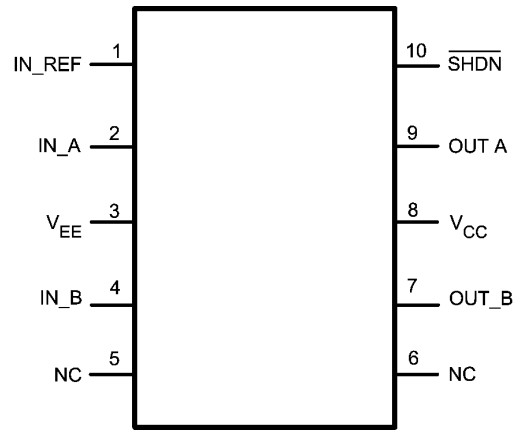 IN_REF 1 10 SHDN
IN_A 2 9 OUT A
VEE 3 8 VCC
IN_B 4 7 OUT_B
NC 5 6 NC